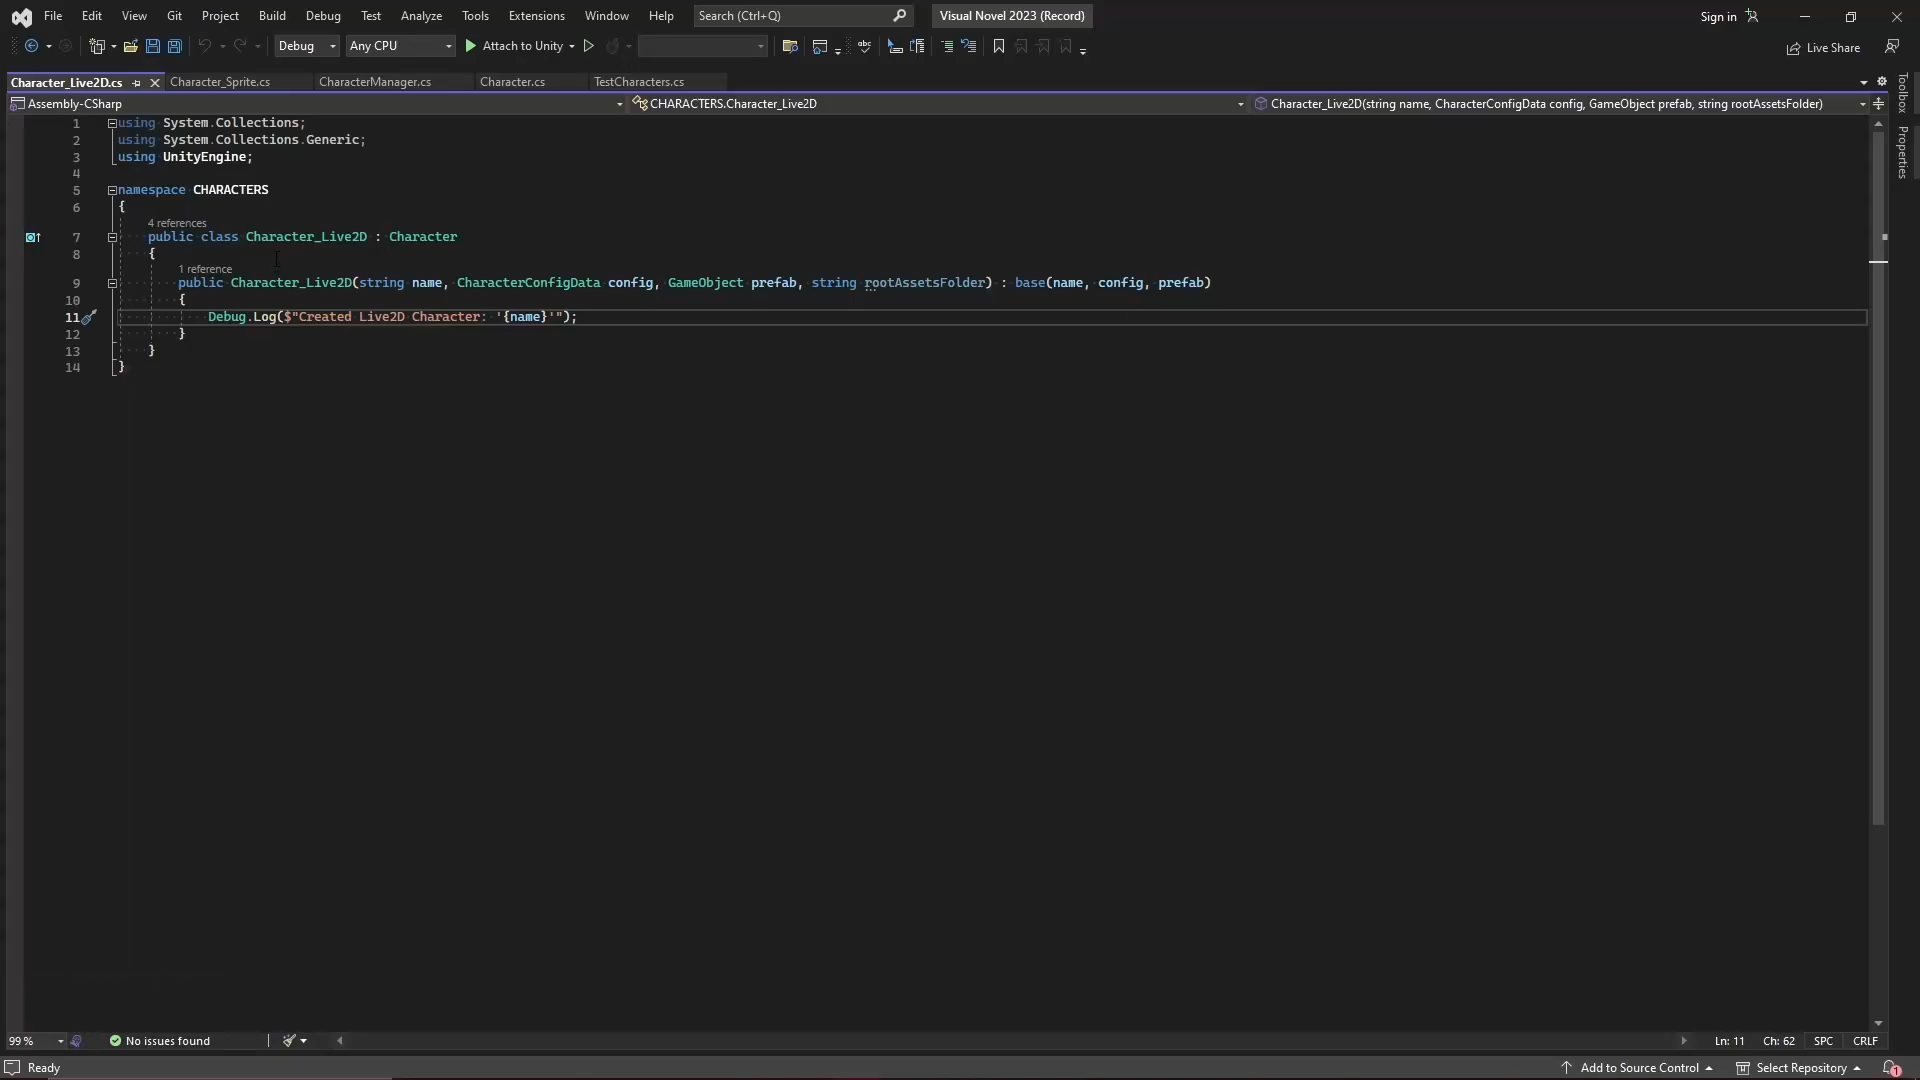 File Edit View Git Project Build Debug Test Analyze Tools Extensions Window Help Search (Ctrl+Q) Visual Novel 2023 (Record) Sign in
Debug Any CPU Attach to Unity Live Share
Character_Live2D.cs Character_Sprite.cs CharacterManager.cs Character.cs TestCharacters.cs
Assembly-CSharp CHARACTERS.Character_Live2D Character_Live2D(string name, CharacterConfigData config, GameObject prefab, string rootAssetsFolder)
Toolbox
Properties
1 using System.Collections;
2 using System.Collections.Generic;
3 using UnityEngine;
4
5 namespace CHARACTERS
6 {
4 references
7 public class Character_Live2D : Character
8 {
1 reference
9 public Character_Live2D(string name, CharacterConfigData config, GameObject prefab, string rootAssetsFolder) : base(name, config, prefab)
10 {
11 Debug.Log($"Created Live2D Character: '{name}'");
12 }
13 }
14 }
99 % No issues found Ln: 11 Ch: 62 SPC CRLF
Ready Add to Source Control Select Repository 1